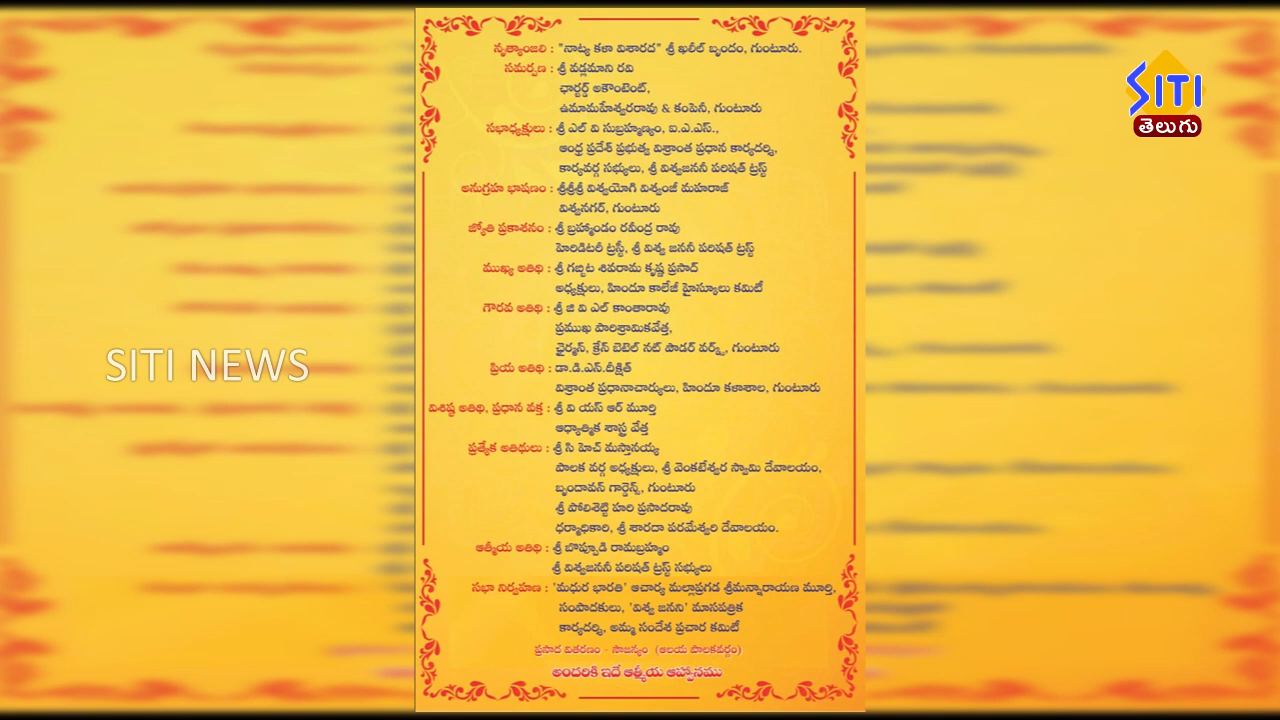 నృత్యాంజలి : "నాట్య కళా విశారద" శ్రీ ఖలీల్ బృందం, గుంటూరు.
సమర్పణ : శ్రీ వడ్లమాని రవి
ఛార్టర్డ్ అకౌంటెంట్,
ఉమామహేశ్వరరావు & కంపెనీ, గుంటూరు
సభాధ్యక్షులు : శ్రీ ఎల్ వి సుబ్రహ్మణ్యం, ఐ.ఎ.ఎస్.,
ఆంధ్ర ప్రదేశ్ ప్రభుత్వ విశ్రాంత ప్రధాన కార్యదర్శి,
కార్యవర్గ సభ్యులు, శ్రీ విశ్వజననీ పరిషత్ ట్రస్ట్
అనుగ్రహ భాషణం : శ్రీశ్రీశ్రీ విశ్వయోగి విశ్వంజీ మహరాజ్
విశ్వనగర్, గుంటూరు
జ్యోతి ప్రకాశనం : శ్రీ బ్రహ్మాండం రవీంద్ర రావు
హెరిడిటరీ ట్రస్టీ, శ్రీ విశ్వ జననీ పరిషత్ ట్రస్ట్
ముఖ్య అతిథి : శ్రీ గబ్బిట శివరామ కృష్ణ ప్రసాద్
అధ్యక్షులు, హిందూ కాలేజీ హైస్కూలు కమిటీ
గౌరవ అతిథి : శ్రీ జి వి ఎల్ కాంతారావు
ప్రముఖ పారిశ్రామికవేత్త,
ఛైర్మన్, క్రేన్ బెటెల్ నట్ పౌడర్ వర్క్స్, గుంటూరు
ప్రియ అతిథి : డా.డి.ఎన్.దీక్షిత్
విశ్రాంత ప్రధానాచార్యులు, హిందూ కళాశాల, గుంటూరు
విశిష్ట అతిథి, ప్రధాన వక్త : శ్రీ వి యస్ ఆర్ మూర్తి
ఆధ్యాత్మిక శాస్త్ర వేత్త
ప్రత్యేక అతిథులు : శ్రీ సి హెచ్ మస్తానయ్య
పాలక వర్గ అధ్యక్షులు, శ్రీ వెంకటేశ్వర స్వామి దేవాలయం,
బృందావన్ గార్డెన్స్, గుంటూరు
శ్రీ పోలిశెట్టి హరి ప్రసాదరావు
ధర్మాధికారి, శ్రీ శారదా పరమేశ్వరి దేవాలయం.
ఆత్మీయ అతిథి : శ్రీ బొప్పూడి రామబ్రహ్మం
శ్రీ విశ్వజననీ పరిషత్ ట్రస్ట్ సభ్యులు
సభా నిర్వహణ : 'మధుర భారతి' ఆచార్య మల్లాప్రగడ శ్రీమన్నారాయణ మూర్తి,
సంపాదకులు, 'విశ్వ జనని' మాసపత్రిక
కార్యదర్శి, అమ్మ సందేశ ప్రచార కమిటీ
ప్రసాద వితరణం - సౌజన్యం (ఆలయ పాలకవర్గం)
అందరికి ఇదే ఆత్మీయ ఆహ్వానము
SITI NEWS
SITI
తెలుగు